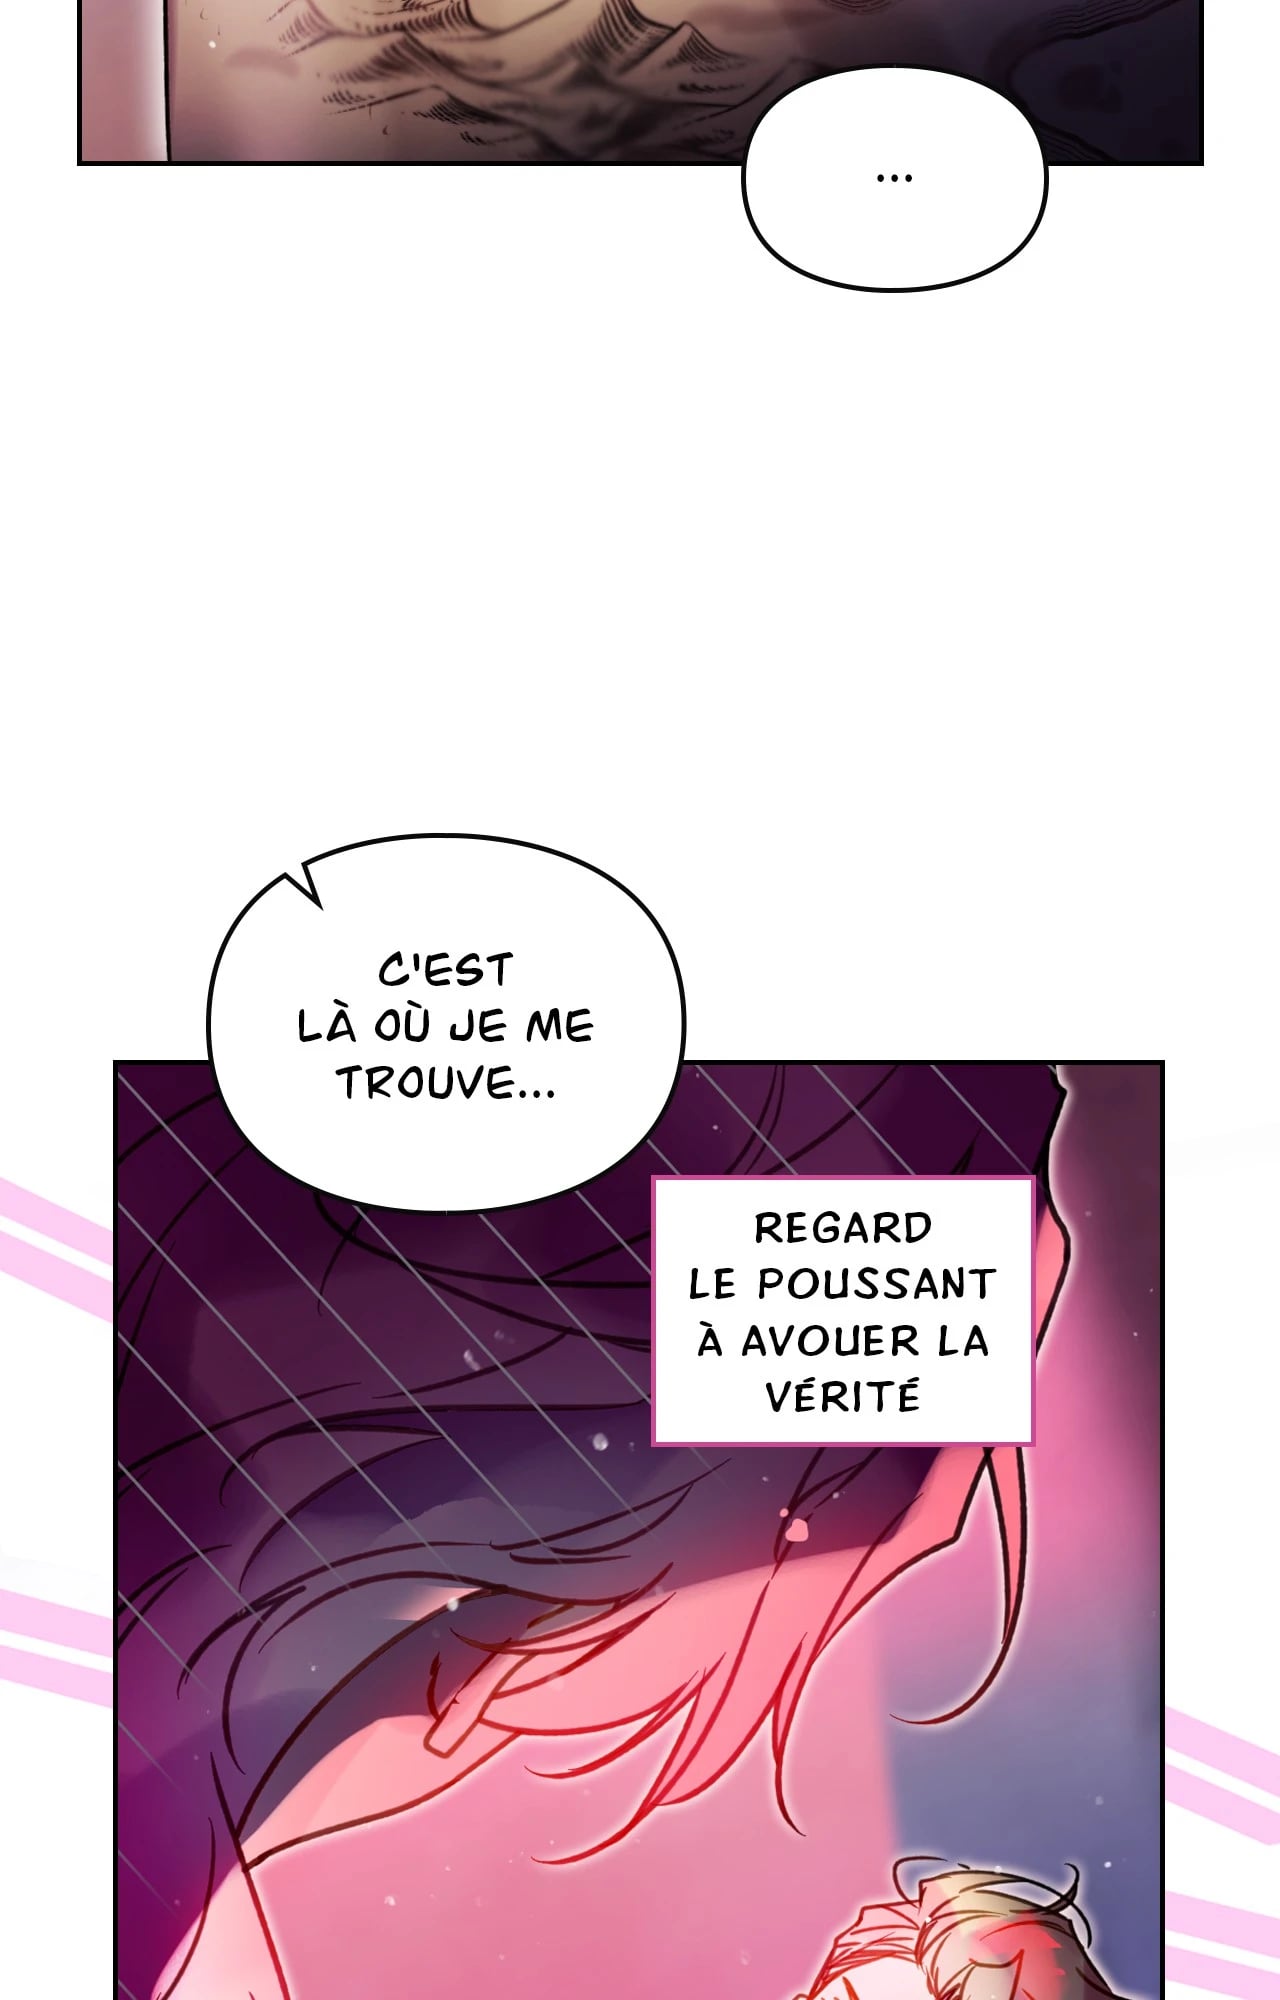 ...
C'EST
LÀ OÙ JE ME
TROUVE...
REGARD
LE POUSSANT
À AVOUER LA
VÉRITÉ